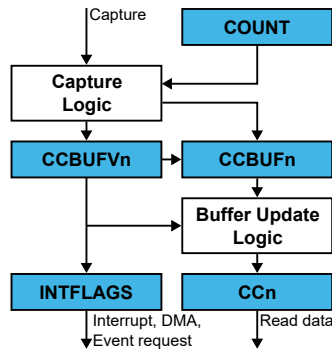 Capture
COUNT
Capture
Logic
CCBUFVn
CCBUFn
Buffer Update
Logic
INTFLAGS
CCn
Interrupt, DMA,
Event request
Read data